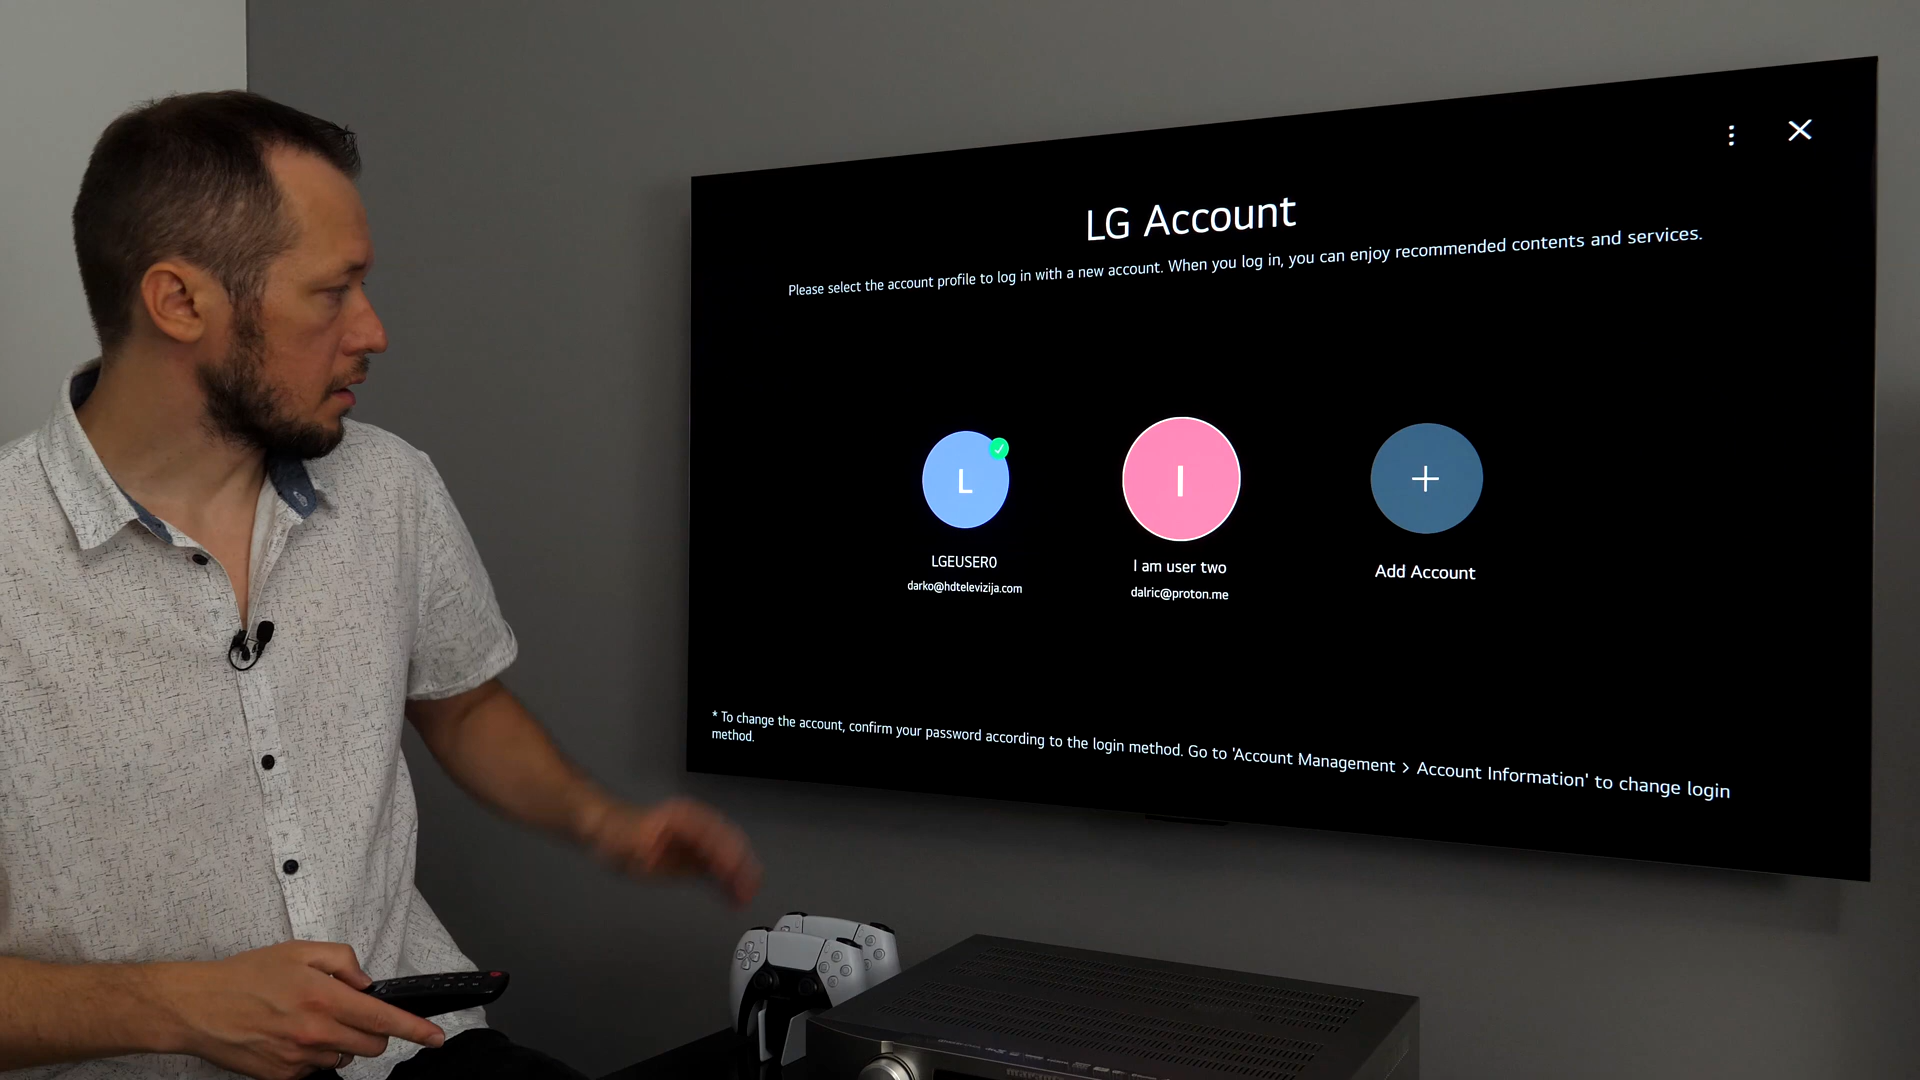 LG Account
Please select the account profile to log in with a new account. When you log in, you can enjoy recommended contents and services.
L
I
LGEUSER0
darko@hdtelevizija.com
I am user two
dalric@proton.me
Add Account
* To change the account, confirm your password according to the login method. Go to 'Account Management > Account Information' to change login
method.